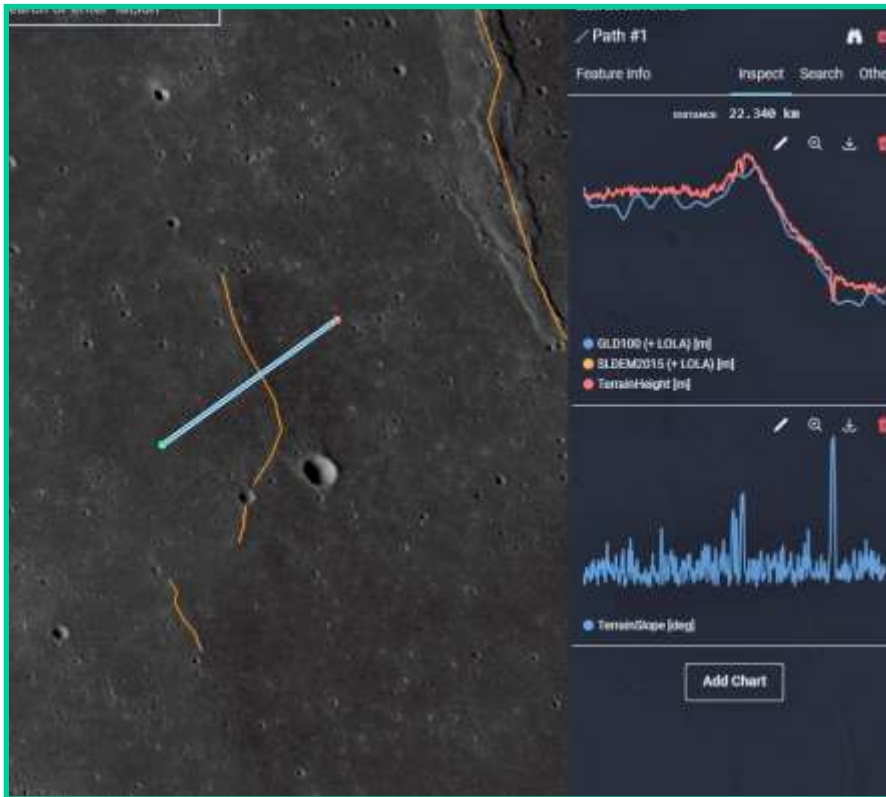 Path #1
Feature info Inspect Search Othe
DISTANCE: 22.340 km
GLD100 (+ LOLA) [m]
SLDEM2015 (+ LOLA) [m]
TerrainHeight [m]
TerrainSlope [deg]
Add Chart